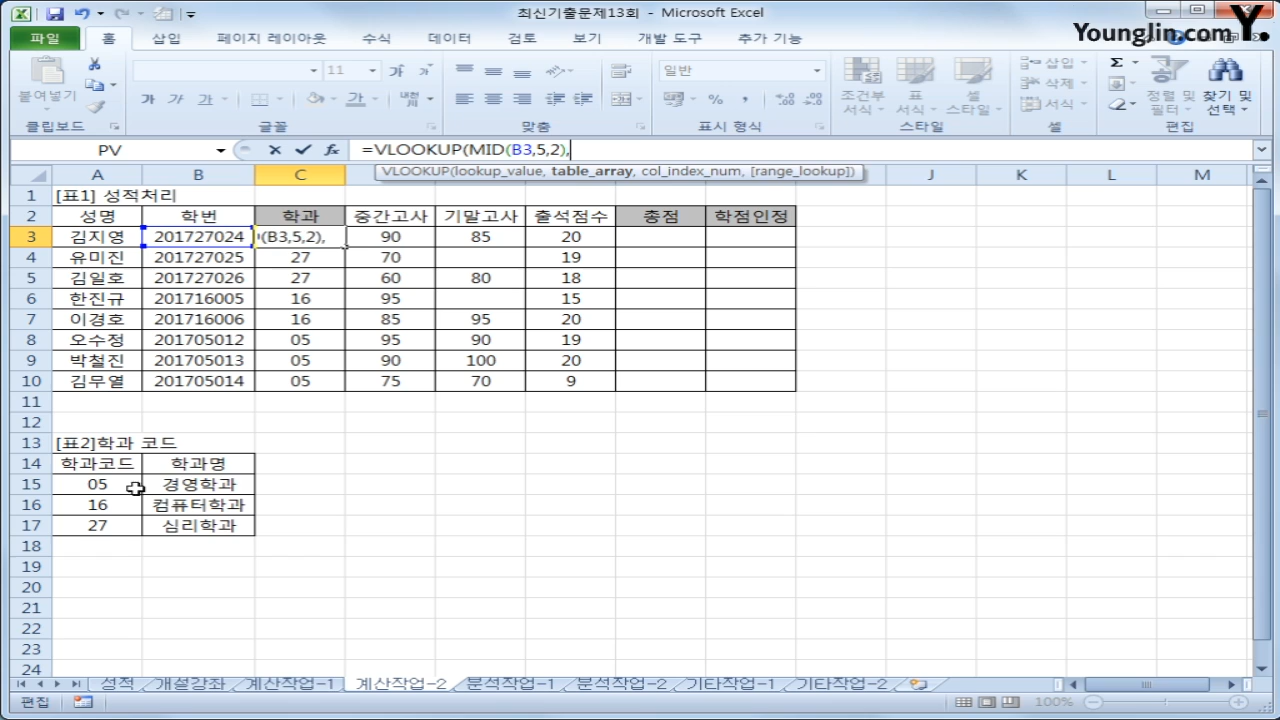 최신기출문제13회 - Microsoft Excel
Younglin.com Y.
파일 홈 삽입 페이지 레이아웃 수식 데이터 검토 보기 개발 도구 추가 기능
붙여넣기
클립보드
11 가 가
가 가 가 내천
글꼴
맞춤
일반
% ,
표시 형식
조건부 서식 표 서식 셀 스타일
스타일
삽입
삭제
서식
셀
Σ
정렬 및 필터 찾기 및 선택
편집
PV fx =VLOOKUP(MID(B3,5,2),
VLOOKUP(lookup_value, table_array, col_index_num, [range_lookup])
A B C J K L M
1 [표1] 성적처리
2 성명 학번 학과 중간고사 기말고사 출석점수 총점 학점인정
3 김지영 201727024 (B3,5,2), 90 85 20
4 유미진 201727025 27 70 19
5 김일호 201727026 27 60 80 18
6 한진규 201716005 16 95 15
7 이경호 201716006 16 85 95 20
8 오수정 201705012 05 95 90 19
9 박철진 201705013 05 90 100 20
10 김무열 201705014 05 75 70 9
11
12
13 [표2]학과 코드
14 학과코드 학과명
15 05 경영학과
16 16 컴퓨터학과
17 27 심리학과
18
19
20
21
22
23
24
성적 개설강좌 계산작업-1 계산작업-2 분석작업-1 분석작업-2 기타작업-1 기타작업-2
편집 100%